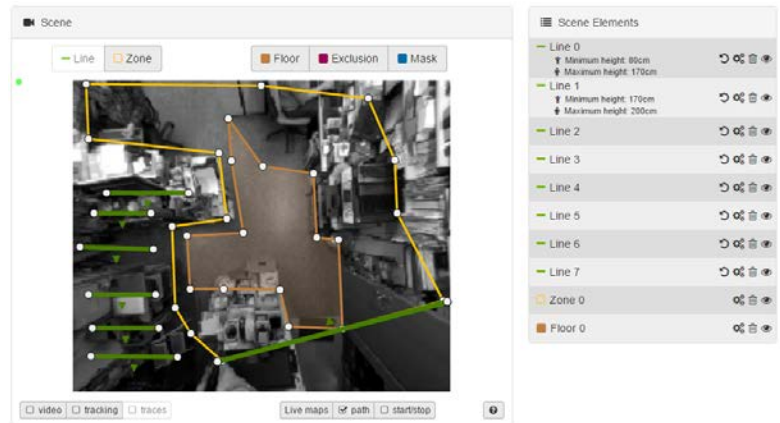 Scene
Line
Zone
Floor
Exclusion
Mask
video
tracking
traces
Live maps
path
start/stop
Scene Elements
Line 0
Minimum height: 80cm
Maximum height: 170cm
Line 1
Minimum height: 170cm
Maximum height: 200cm
Line 2
Line 3
Line 4
Line 5
Line 6
Line 7
Zone 0
Floor 0